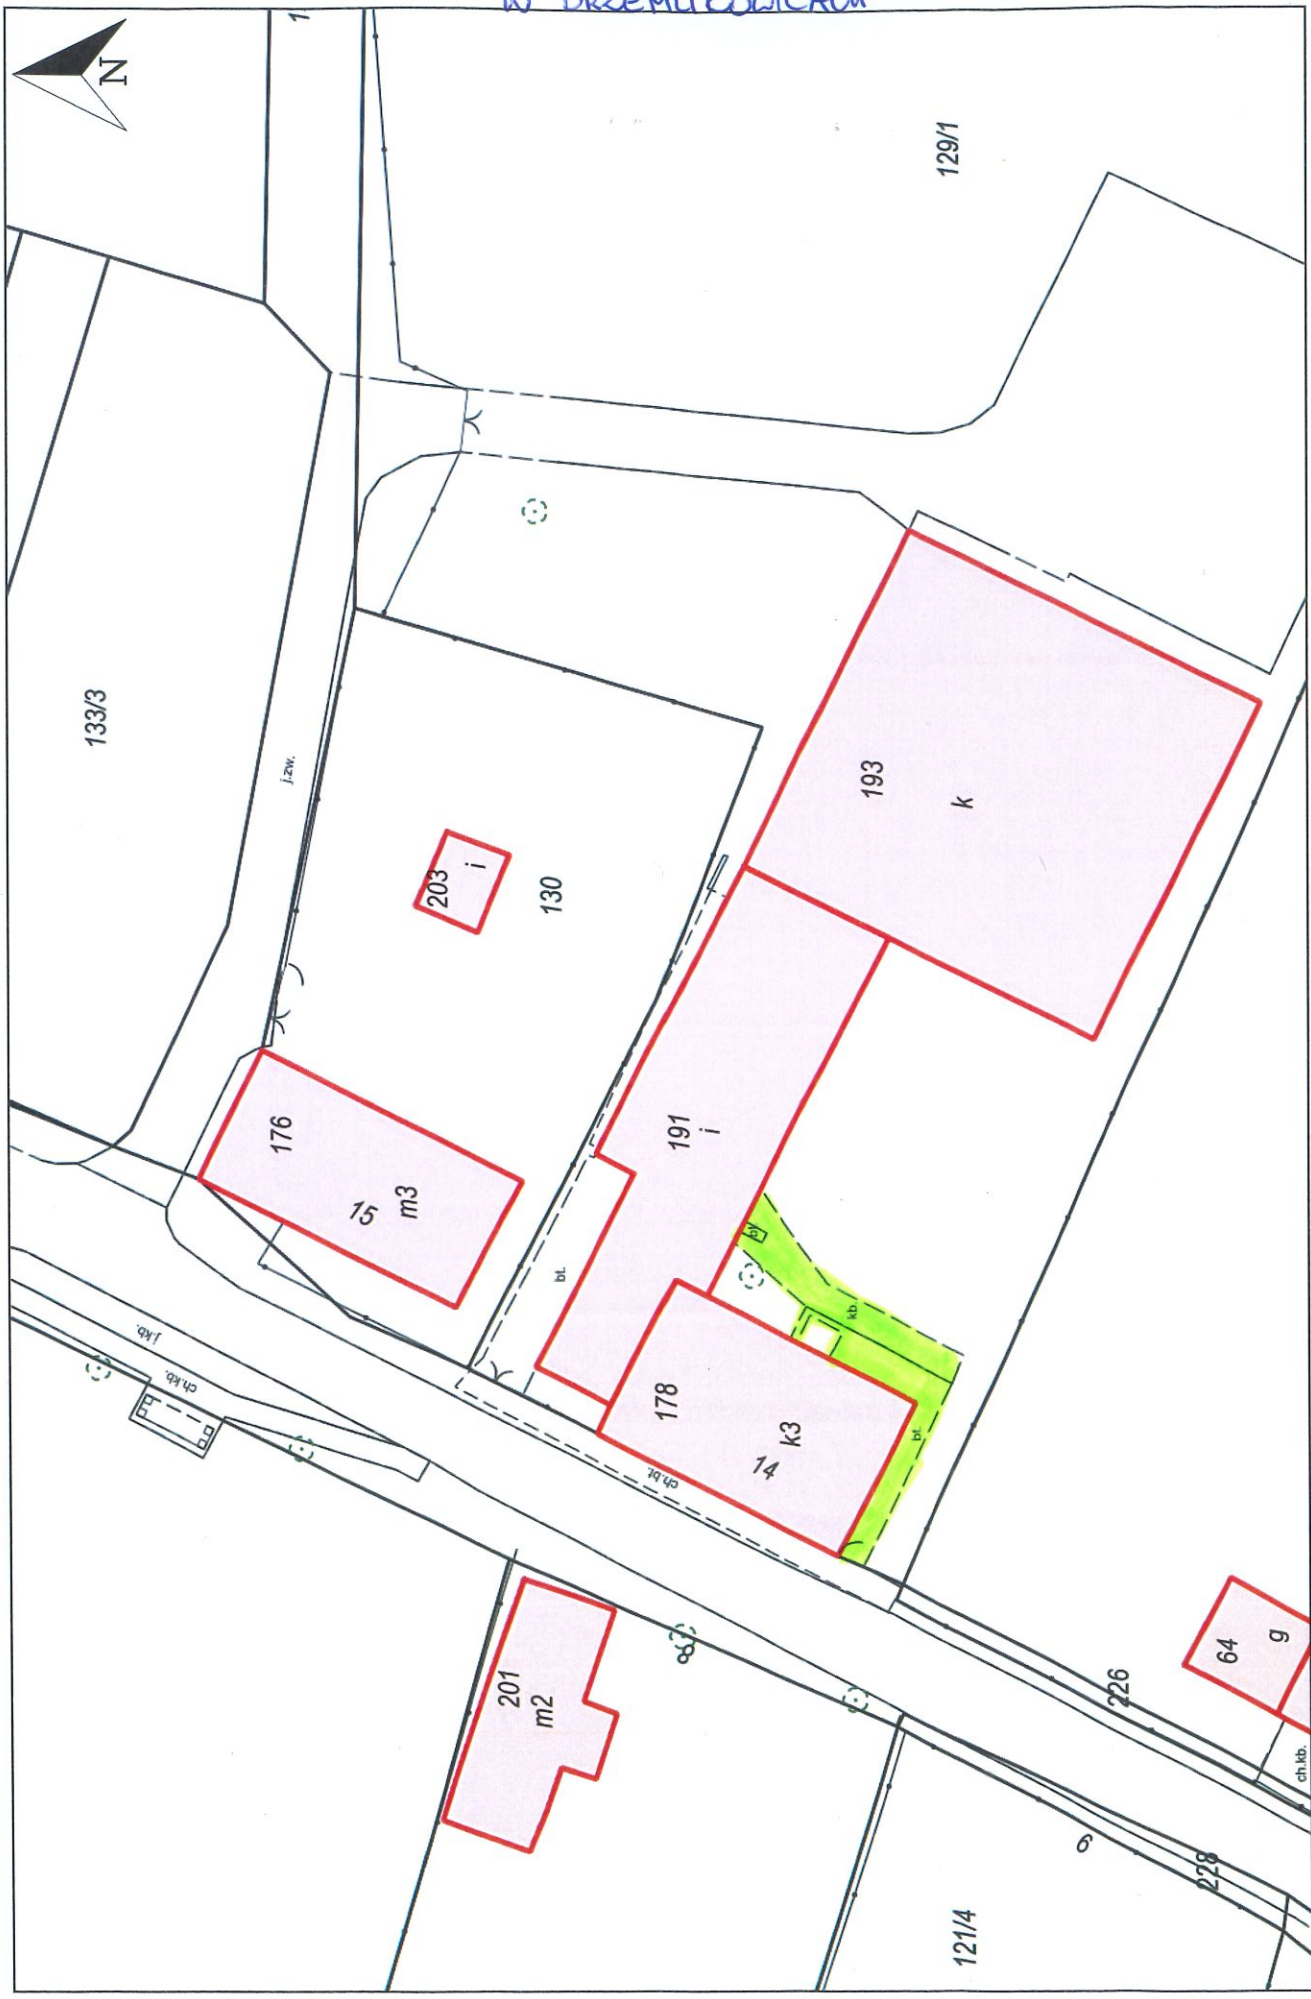 N
129/1
133/3
j.zw.
203
i
130
193
k
176
15
m3
191
i
bt.
kb.
j.kb.
ch.kb.
178
k3
14
bt.
ch.bt.
201
m2
64
g
226
ch.kb.
6
228
121/4